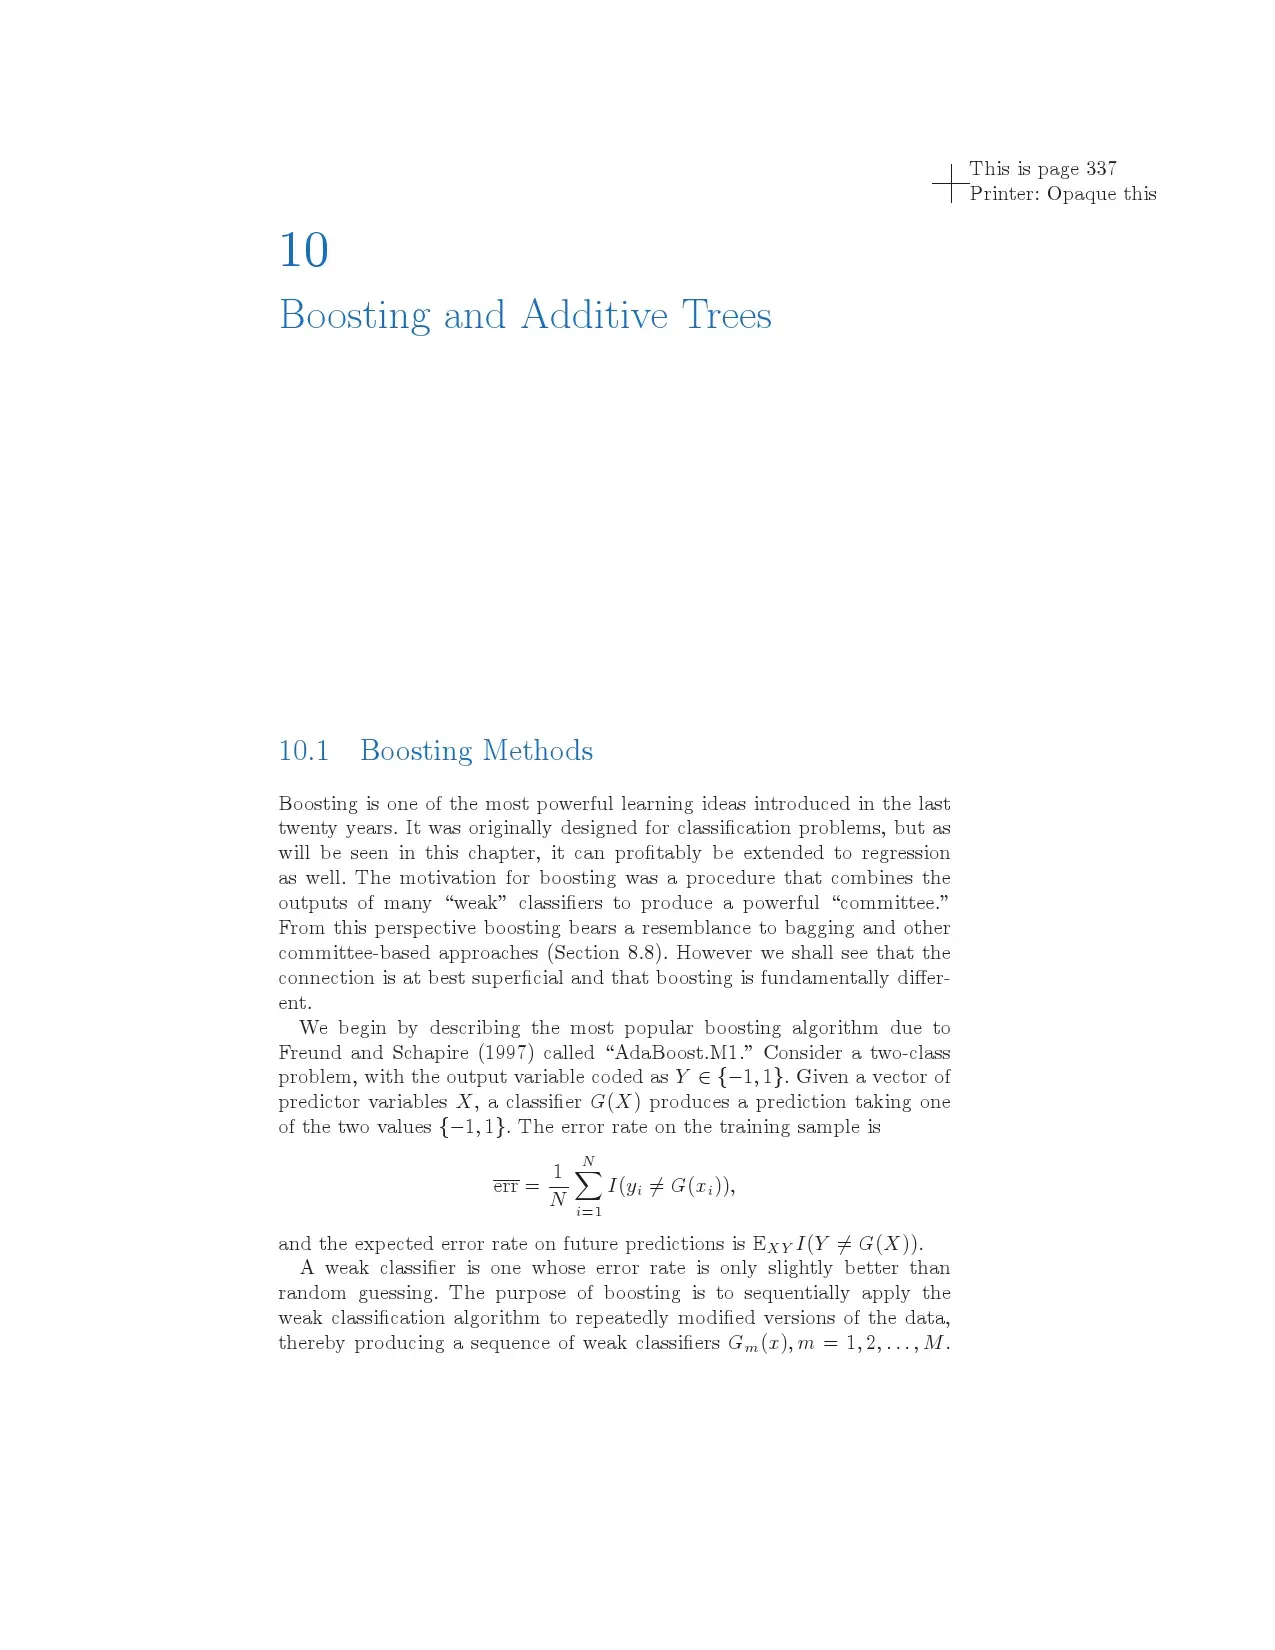 This is page 337
Printer: Opaque this
10
Boosting and Additive Trees
10.1 Boosting Methods
Boosting is one of the most powerful learning ideas introduced in the last
twenty years. It was originally designed for classification problems, but as
will be seen in this chapter, it can profitably be extended to regression
as well. The motivation for boosting was a procedure that combines the
outputs of many “weak” classifiers to produce a powerful “committee.”
From this perspective boosting bears a resemblance to bagging and other
committee-based approaches (Section 8.8). However we shall see that the
connection is at best superficial and that boosting is fundamentally differ-
ent.
We begin by describing the most popular boosting algorithm due to
Freund and Schapire (1997) called “AdaBoost.M1.” Consider a two-class
problem, with the output variable coded as Y ∈ {−1, 1}. Given a vector of
predictor variables X, a classifier G(X) produces a prediction taking one
of the two values {−1, 1}. The error rate on the training sample is
$\overline{\text{err}} = \frac{1}{N} \sum_{i=1}^{N} I(y_i \neq G(x_i)),$
and the expected error rate on future predictions is E_{XY} I(Y ≠ G(X)).
A weak classifier is one whose error rate is only slightly better than
random guessing. The purpose of boosting is to sequentially apply the
weak classification algorithm to repeatedly modified versions of the data,
thereby producing a sequence of weak classifiers G_m(x), m = 1, 2, . . . , M.